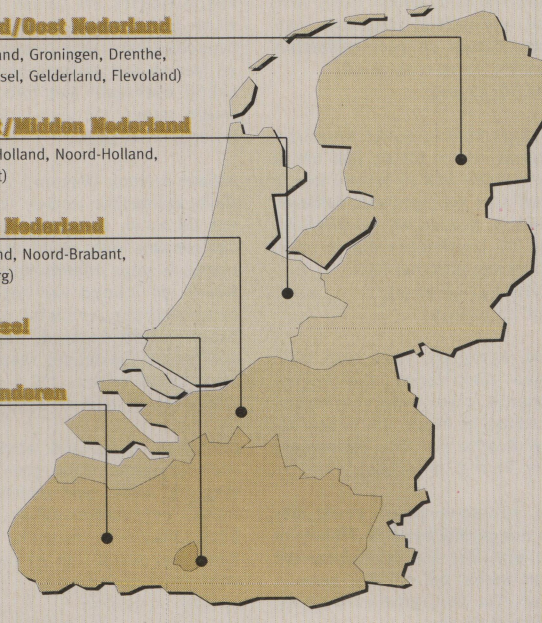 d/Oost Nederland
and, Groningen, Drenthe,
sel, Gelderland, Flevoland)
t/Midden Nederland
Holland, Noord-Holland,
t)
Nederland
nd, Noord-Brabant,
rg)
sel
nderen